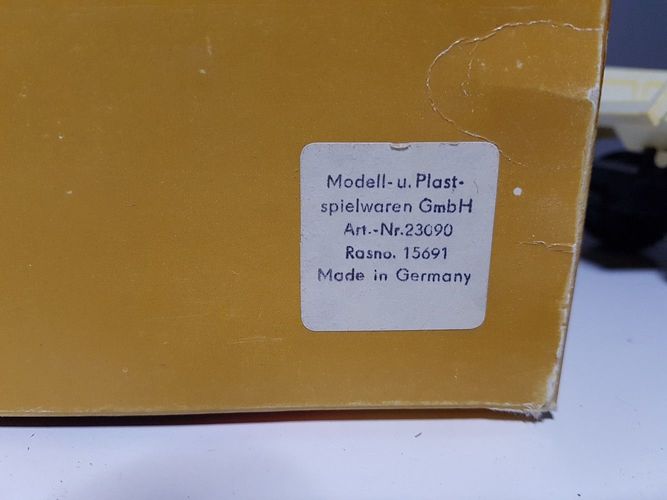 Modell- u. Plast-
spielwaren GmbH
Art.-Nr.23090
Rasno. 15691
Made in Germany